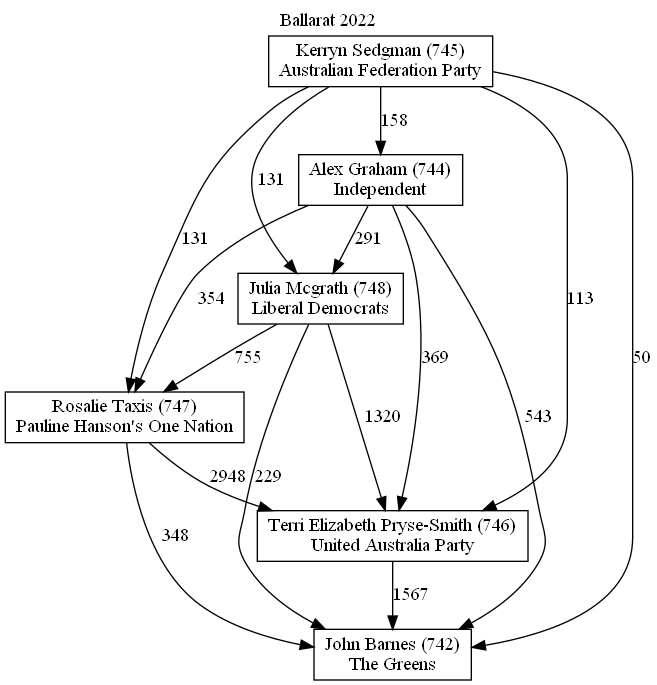 Ballarat 2022
Kerryn Sedgman (745)
Australian Federation Party
158
Alex Graham (744)
Independent
131
131
291
354
113
50
Julia Mcgrath (748)
Liberal Democrats
755
369
1320
543
Rosalie Taxis (747)
Pauline Hanson's One Nation
2948
229
348
Terri Elizabeth Pryse-Smith (746)
United Australia Party
1567
John Barnes (742)
The Greens